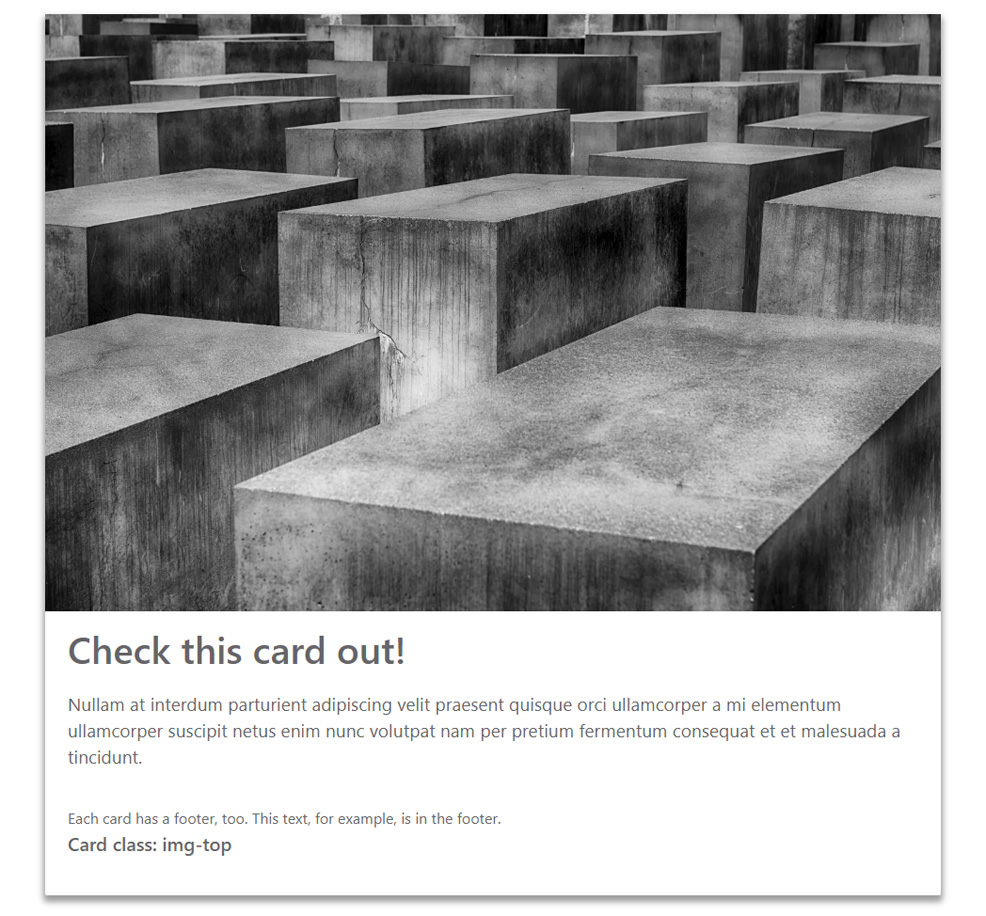 Check this card out!
Nullam at interdum parturient adipiscing velit praesent quisque orci ullamcorper a mi elementum
ullamcorper suscipit netus enim nunc volutpat nam per pretium fermentum consequat et et malesuada a
tincidunt.
Each card has a footer, too. This text, for example, is in the footer.
Card class: img-top